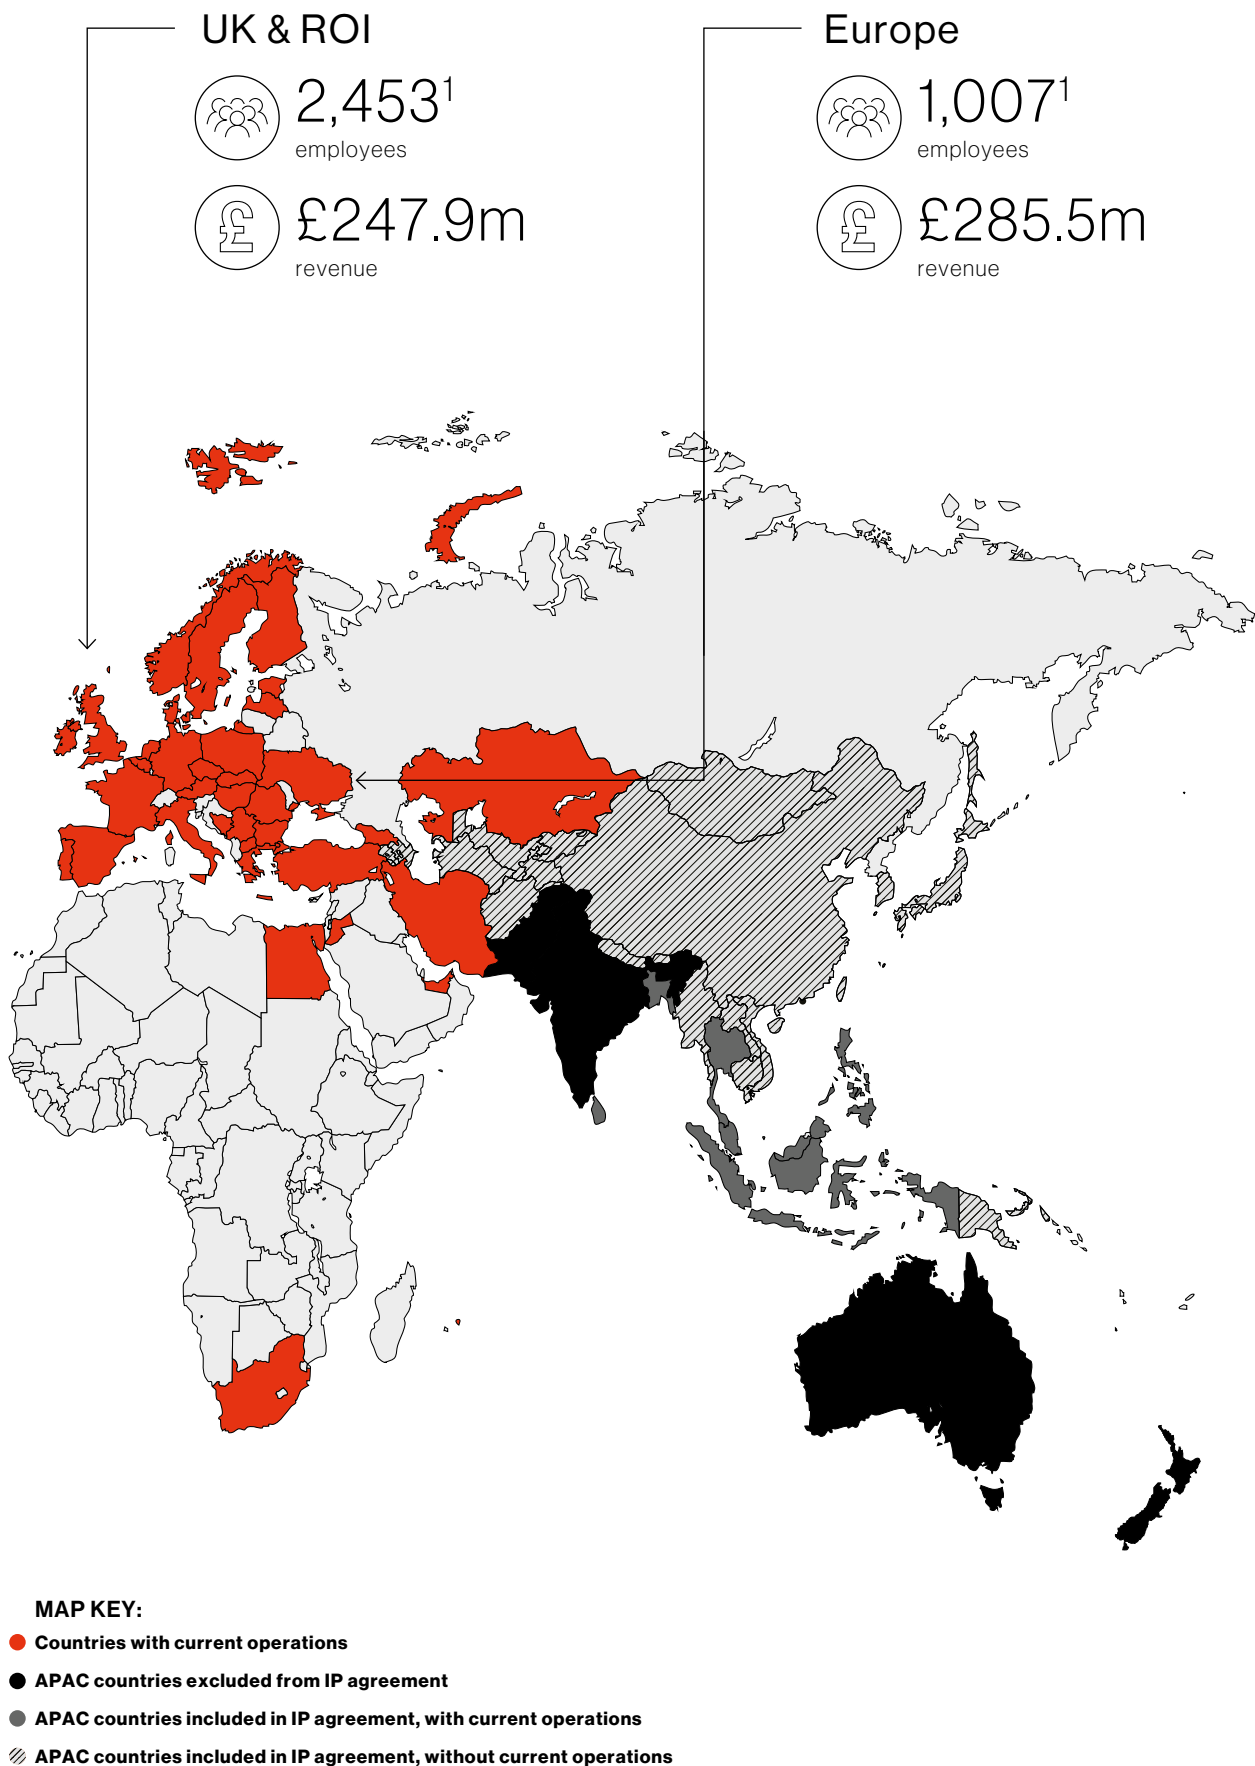 UK & ROI
2,453¹
employees
£247.9m
revenue
Europe
1,007¹
employees
£285.5m
revenue
MAP KEY:
Countries with current operations
APAC countries excluded from IP agreement
APAC countries included in IP agreement, with current operations
APAC countries included in IP agreement, without current operations